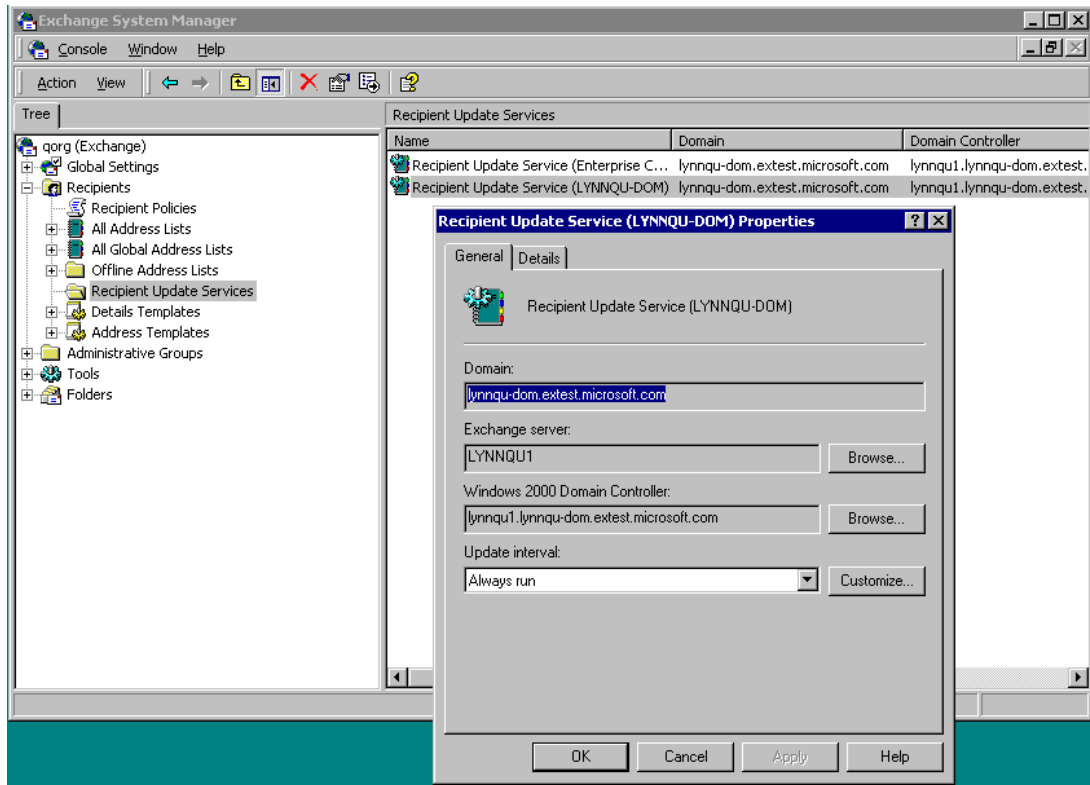 Exchange System Manager
Console Window Help
Action View
Tree
Recipient Update Services
qorg (Exchange)
Global Settings
Recipients
Recipient Policies
All Address Lists
All Global Address Lists
Offline Address Lists
Recipient Update Services
Details Templates
Address Templates
Administrative Groups
Tools
Folders
Name Domain Domain Controller
Recipient Update Service (Enterprise C... lynnqu-dom.extest.microsoft.com lynnqu1.lynnqu-dom.extest.
Recipient Update Service (LYNNQU-DOM) lynnqu-dom.extest.microsoft.com lynnqu1.lynnqu-dom.extest.
Recipient Update Service (LYNNQU-DOM) Properties
General Details
Recipient Update Service (LYNNQU-DOM)
Domain:
lynnqu-dom.extest.microsoft.com
Exchange server:
LYNNQU1 Browse...
Windows 2000 Domain Controller:
lynnqu1.lynnqu-dom.extest.microsoft.com Browse...
Update interval:
Always run Customize...
OK Cancel Apply Help